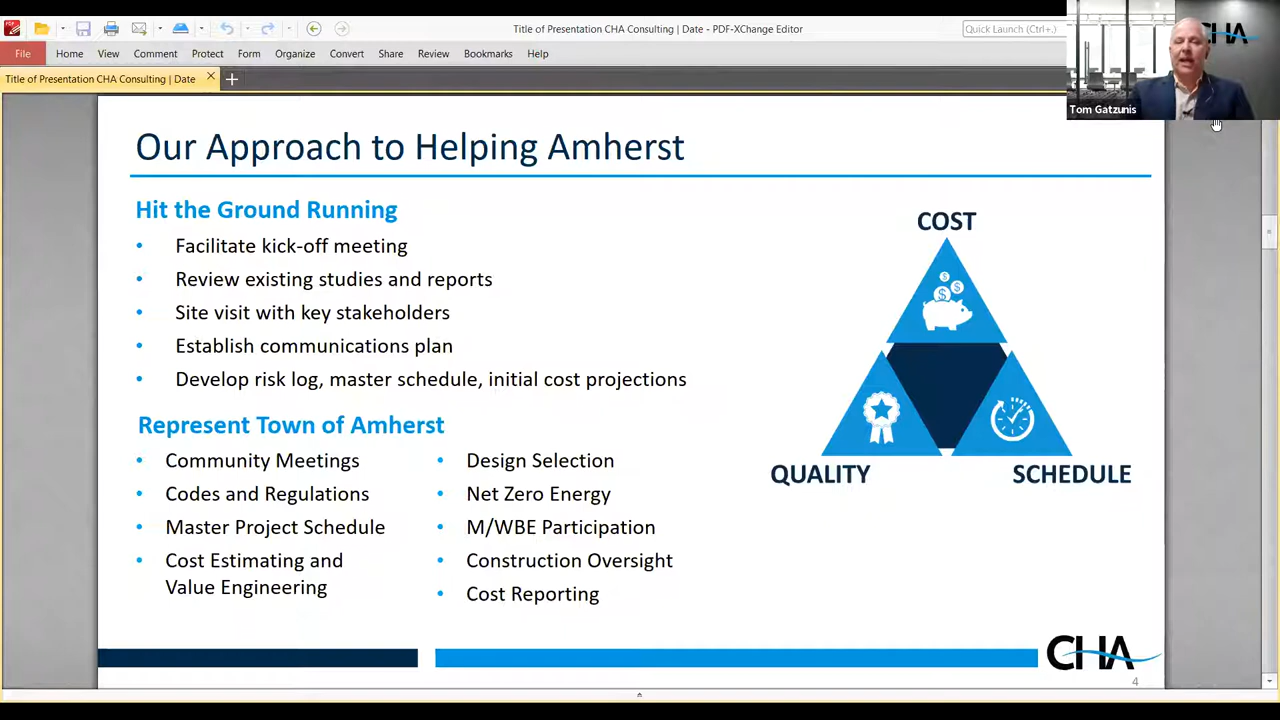 Title of Presentation CHA Consulting | Date - PDF-XChange Editor
Quick Launch (Ctrl+.)
File Home View Comment Protect Form Organize Convert Share Review Bookmarks Help
Title of Presentation CHA Consulting | Date
CHA
Tom Gatzunis
Our Approach to Helping Amherst
Hit the Ground Running
• Facilitate kick-off meeting
• Review existing studies and reports
• Site visit with key stakeholders
• Establish communications plan
• Develop risk log, master schedule, initial cost projections
Represent Town of Amherst
• Community Meetings
• Codes and Regulations
• Master Project Schedule
• Cost Estimating and
Value Engineering
• Design Selection
• Net Zero Energy
• M/WBE Participation
• Construction Oversight
• Cost Reporting
COST
QUALITY
SCHEDULE
CHA
4